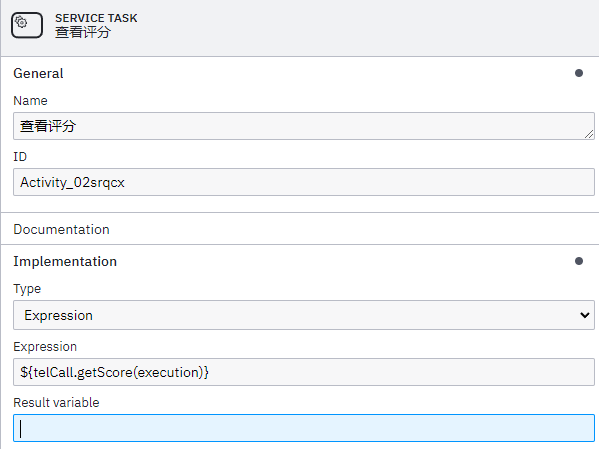 SERVICE TASK
查看评分
General
Name
查看评分
ID
Activity_02srqcx
Documentation
Implementation
Type
Expression
Expression
${telCall.getScore(execution)}
Result variable